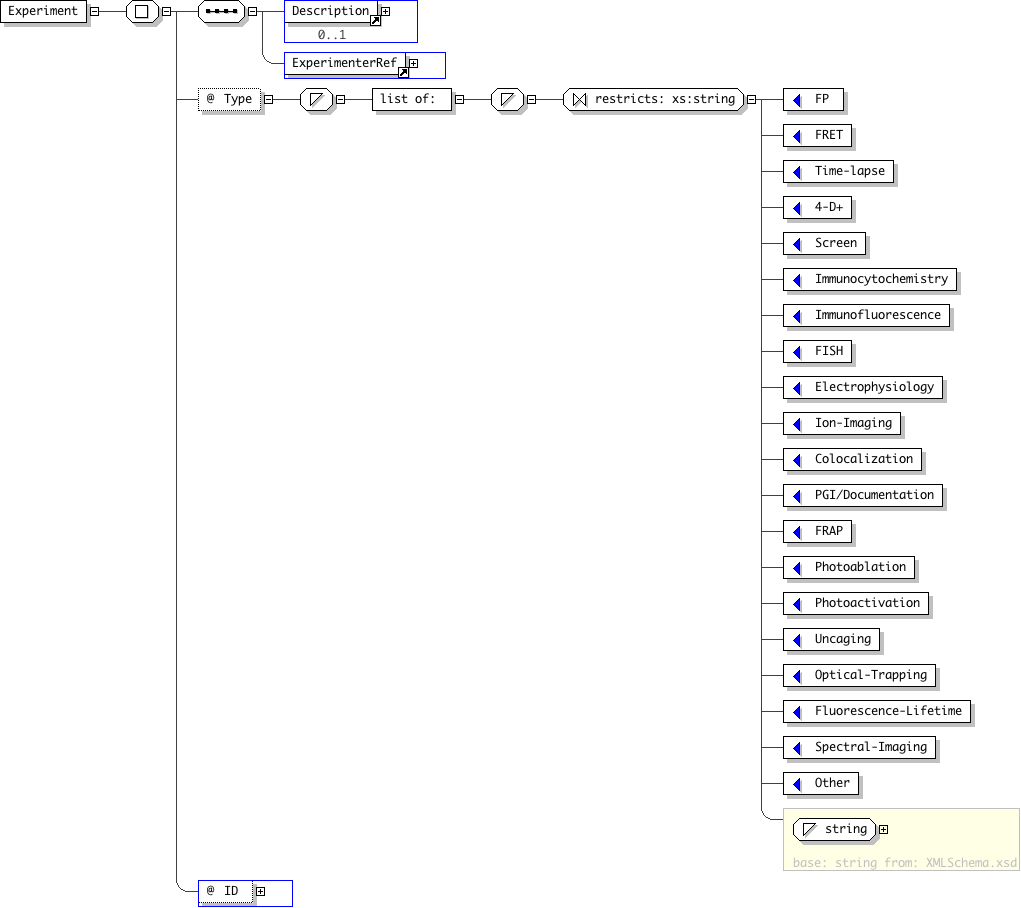 Experiment
Description
0..1
ExperimenterRef
@ Type
list of:
restricts: xs:string
FP
FRET
Time-lapse
4-D+
Screen
Immunocytochemistry
Immunofluorescence
FISH
Electrophysiology
Ion-Imaging
Colocalization
PGI/Documentation
FRAP
Photoablation
Photoactivation
Uncaging
Optical-Trapping
Fluorescence-Lifetime
Spectral-Imaging
Other
string
base: string from: XMLSchema.xsd
@ ID